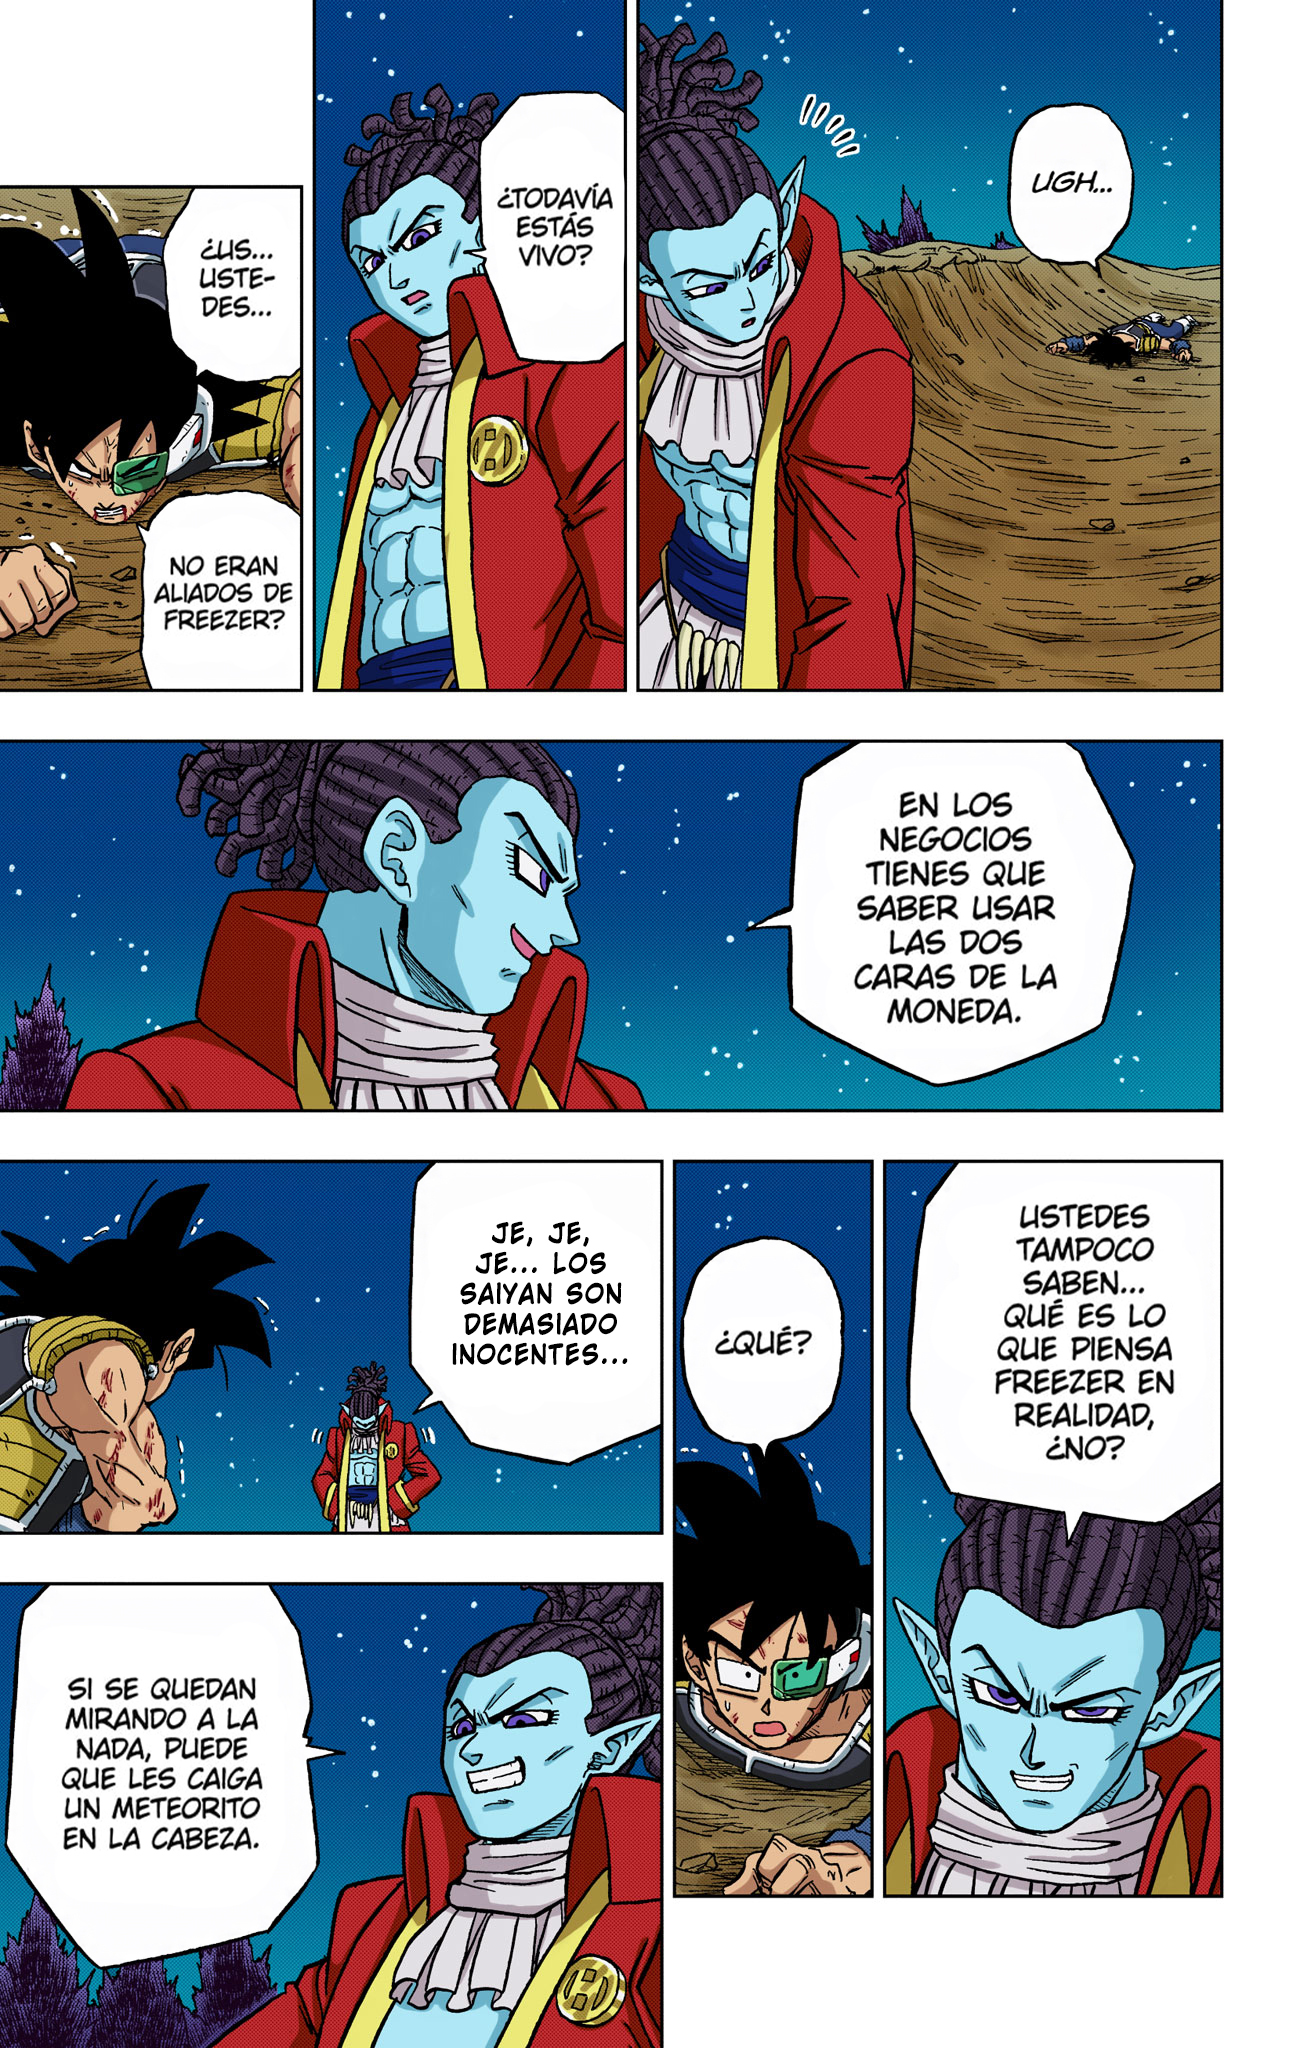 UGH...
¿TODAVÍA
ESTÁS
VIVO?
¿US...
USTE-
DES...
NO ERAN
ALIADOS DE
FREEZER?
EN LOS
NEGOCIOS
TIENES QUE
SABER USAR
LAS DOS
CARAS DE LA
MONEDA.
USTEDES
TAMPOCO
SABEN...
QUÉ ES LO
QUE PIENSA
FREEZER EN
REALIDAD,
¿NO?
¿QUÉ?
JE, JE,
JE... LOS
SAIYAN SON
DEMASIADO
INOCENTES...
SI SE QUEDAN
MIRANDO A LA
NADA, PUEDE
QUE LES CAIGA
UN METEORITO
EN LA CABEZA.